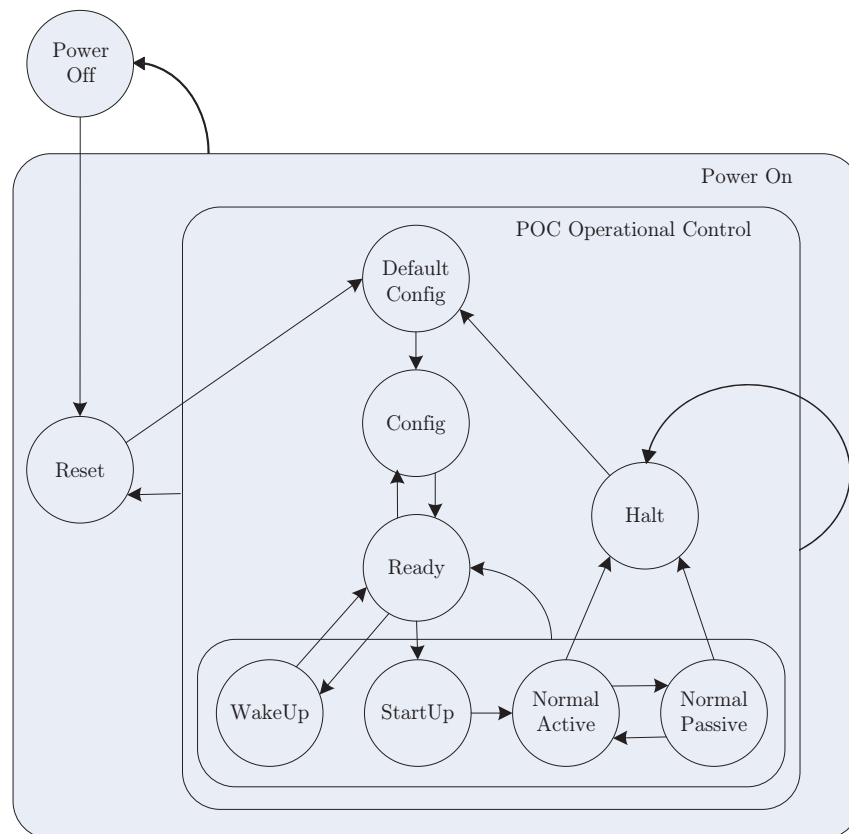 Power
Off
Power On
POC Operational Control
Default
Config
Config
Reset
Halt
Ready
WakeUp
StartUp
Normal
Active
Normal
Passive